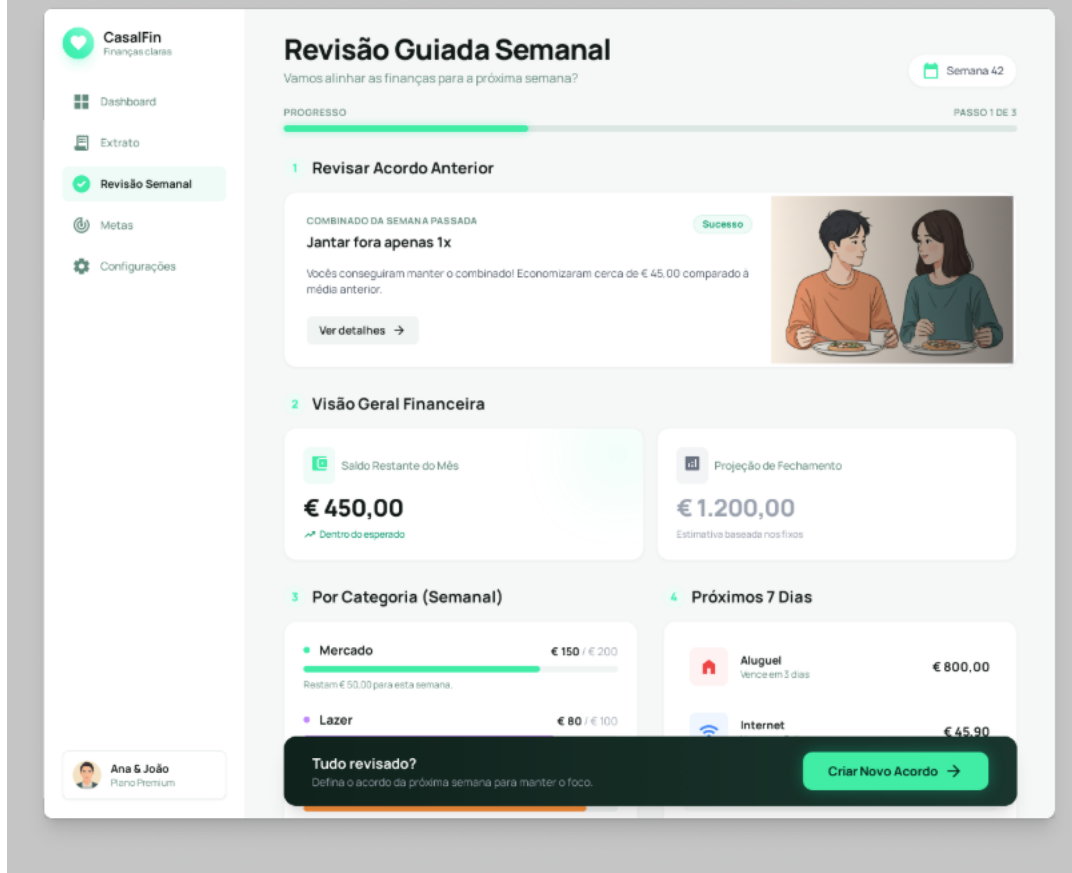 CasalFin
Finanças claras
Dashboard
Extrato
Revisão Semanal
Metas
Configurações
Ana & João
Plano Premium
Revisão Guiada Semanal
Vamos alinhar as finanças para a próxima semana?
Semana 42
PROGRESSO
PASSO 1 DE 3
1 Revisar Acordo Anterior
COMBINADO DA SEMANA PASSADA
Sucesso
Jantar fora apenas 1x
Vocês conseguiram manter o combinado! Economizaram cerca de € 45,00 comparado à
média anterior.
Ver detalhes →
2 Visão Geral Financeira
Saldo Restante do Mês
€ 450,00
Dentro do esperado
Projeção de Fechamento
€ 1.200,00
Estimativa baseada nos fixos
3 Por Categoria (Semanal)
Mercado € 150 / € 200
Restam € 50,00 para esta semana.
Lazer € 80 / € 100
4 Próximos 7 Dias
Aluguel
Vence em 3 dias
€ 800,00
Internet
€ 45,90
Tudo revisado?
Defina o acordo da próxima semana para manter o foco.
Criar Novo Acordo →